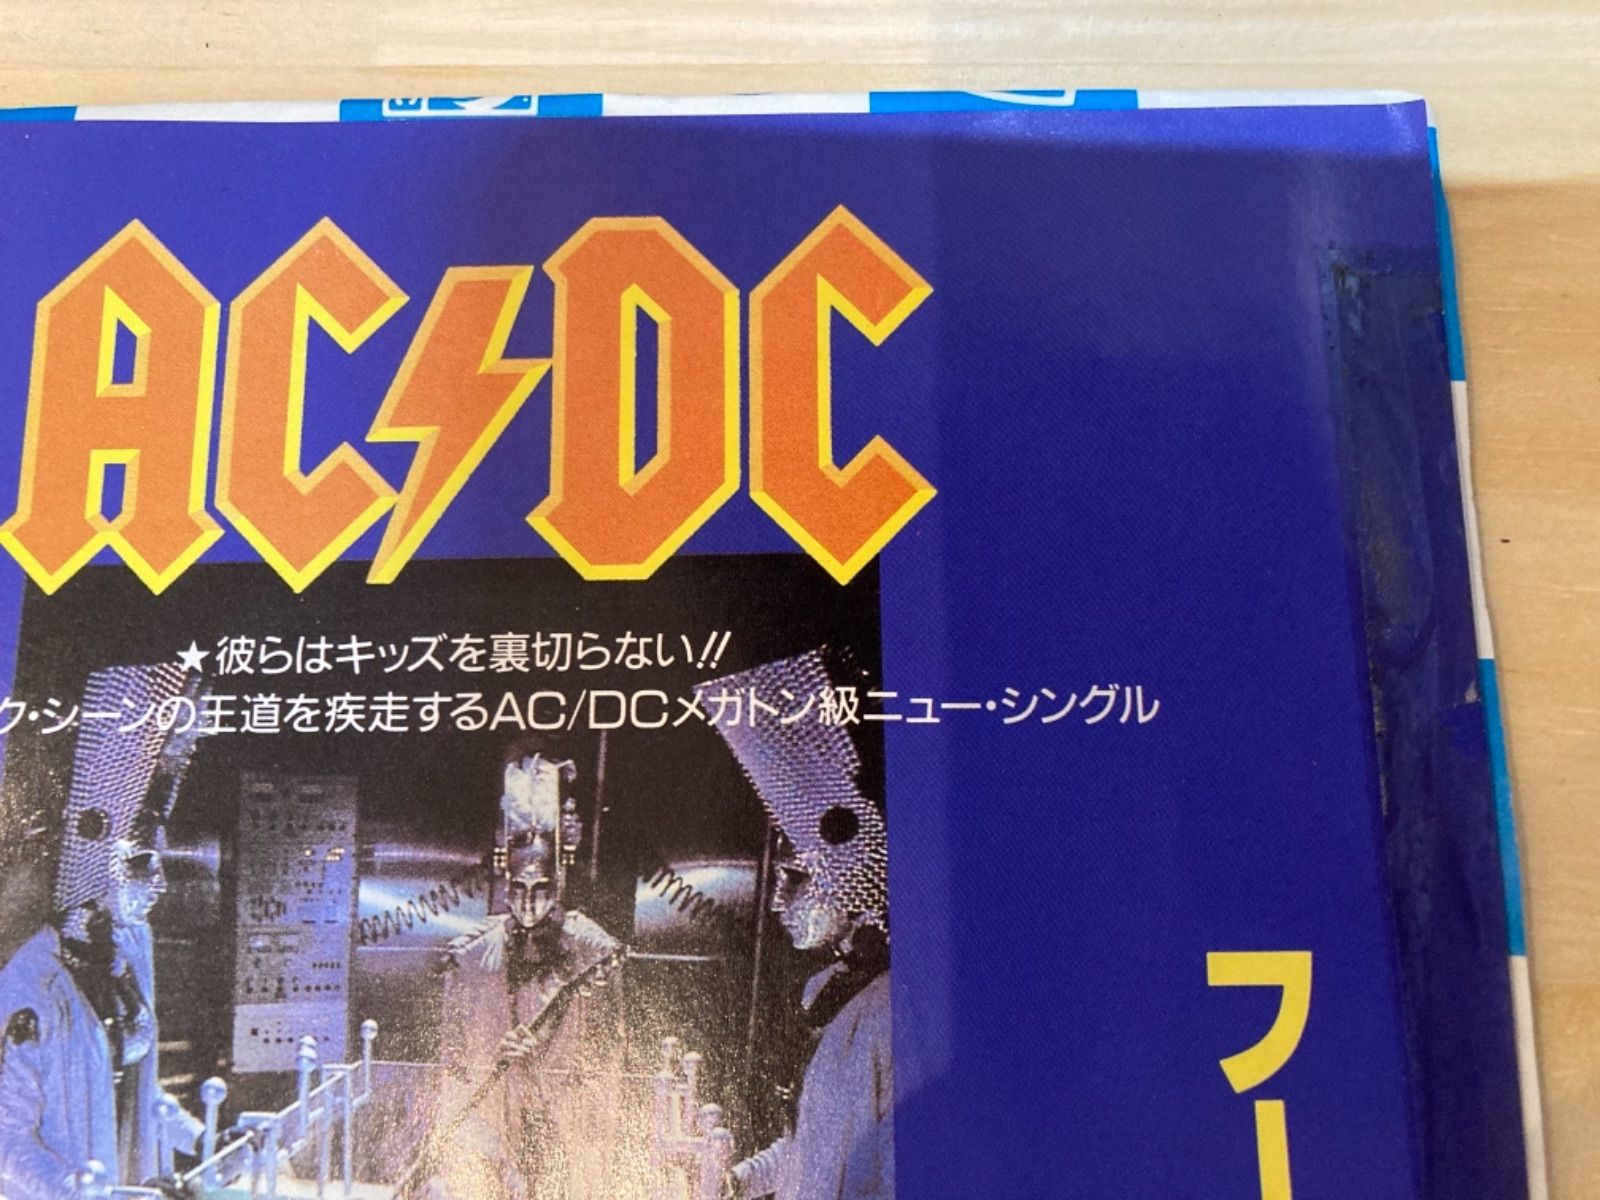 AC/DC
★彼らはキッズを裏切らない!!
ク・シーンの王道を疾走するAC/DCメガトン級ニュー・シングル
フー